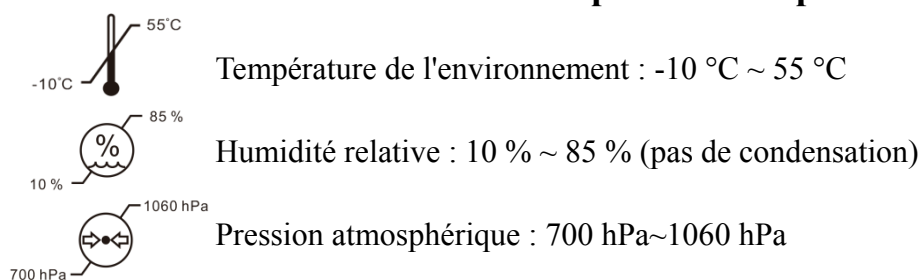 55°C
-10°C
Température de l'environnement : -10 °C ~ 55 °C
85 %
%
10 %
Humidité relative : 10 % ~ 85 % (pas de condensation)
1060 hPa
700 hPa
Pression atmosphérique : 700 hPa~1060 hPa